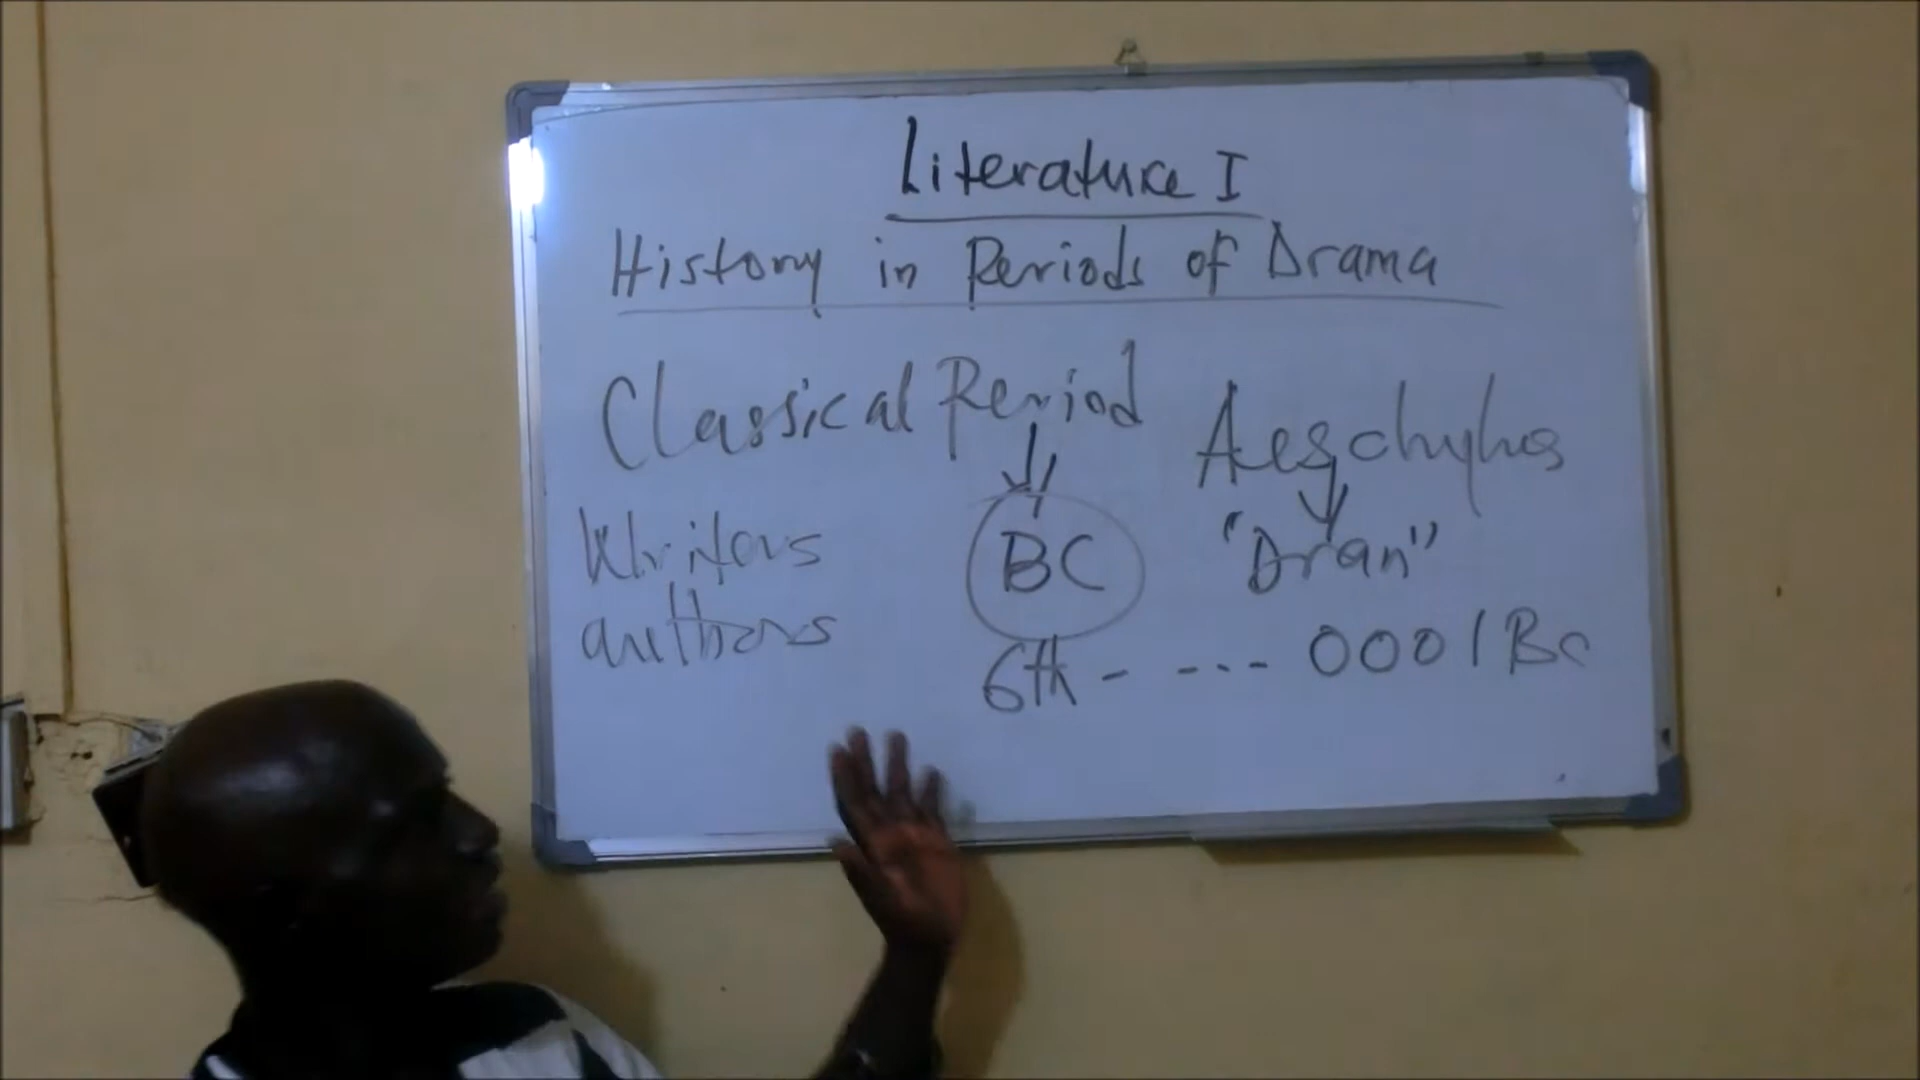 Literature I
History in Periods of Drama
Classical Period
Aeschylus
Writers
authors
BC
"Dran"
6th - --- 0001 BC